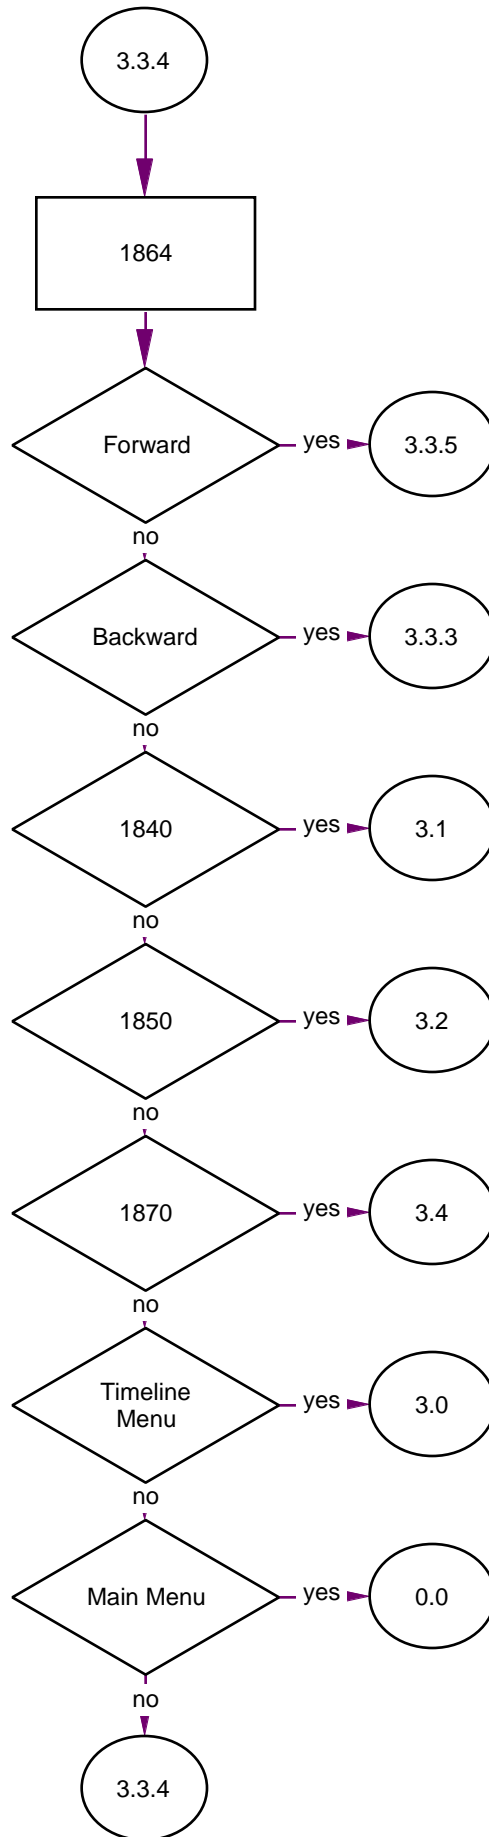 3.3.4
1864
Forward
yes
3.3.5
no
Backward
yes
3.3.3
no
1840
yes
3.1
no
1850
yes
3.2
no
1870
yes
3.4
no
Timeline
Menu
yes
3.0
no
Main Menu
yes
0.0
no
3.3.4